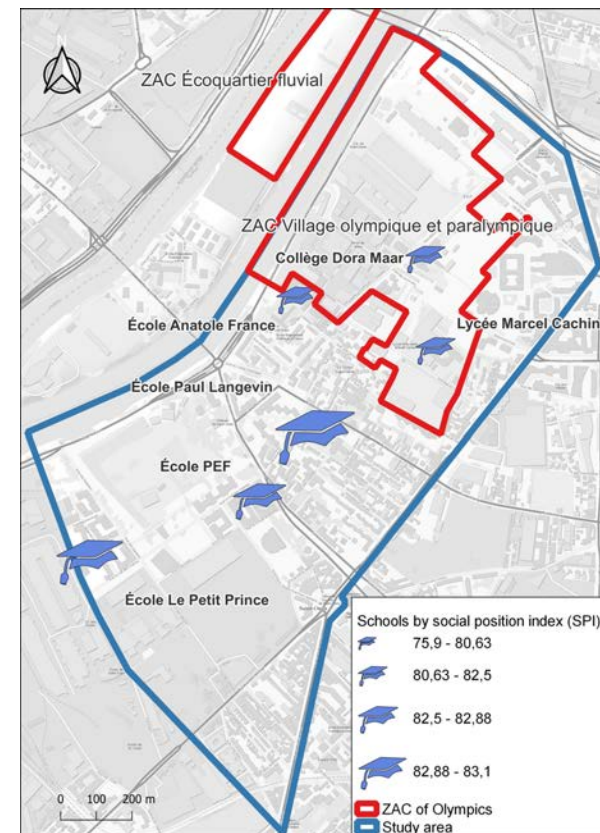 N
ZAC Écoquartier fluvial
ZAC Village olympique et paralympique
Collège Dora Maar
École Anatole France
Lycée Marcel Cachin
École Paul Langevin
École PEF
École Le Petit Prince
Schools by social position index (SPI)
75,9 - 80,63
80,63 - 82,5
82,5 - 82,88
82,88 - 83,1
ZAC of Olympics
Study area
0 100 200 m